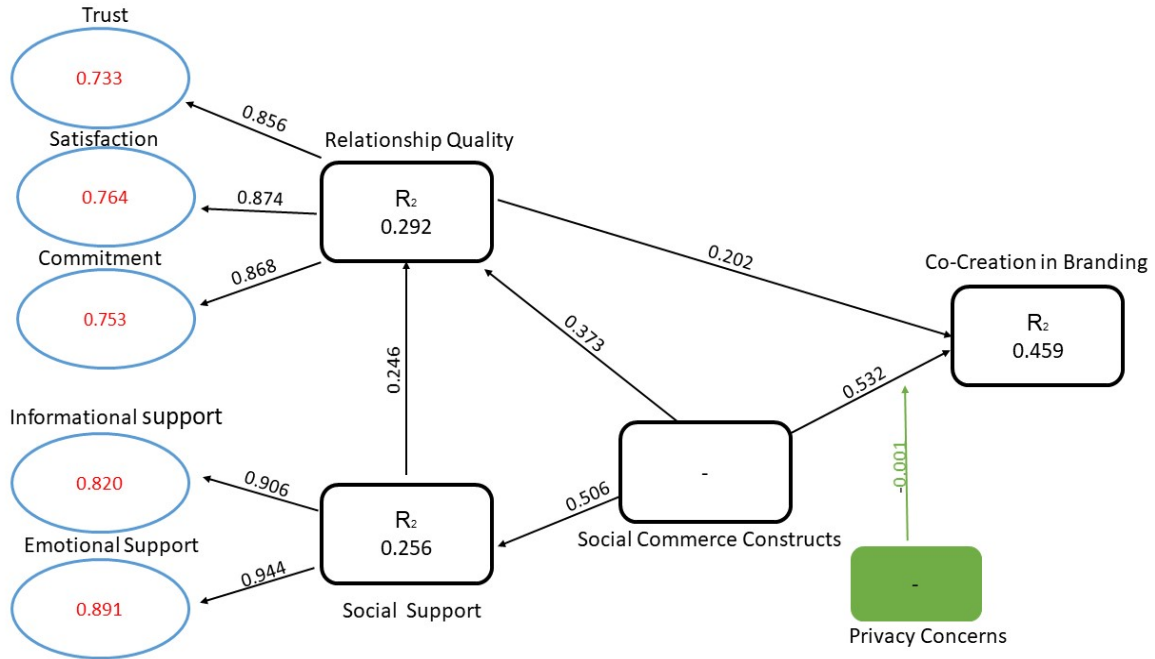 Trust
0.733
0.856
Satisfaction
0.764
0.874
Commitment
0.753
0.868
Relationship Quality
R2
0.292
0.202
Co-Creation in Branding
R2
0.459
0.373
0.246
0.532
-0.001
Informational support
0.820
0.906
Emotional Support
0.891
0.944
R2
0.256
Social Support
0.506
-
Social Commerce Constructs
-
Privacy Concerns